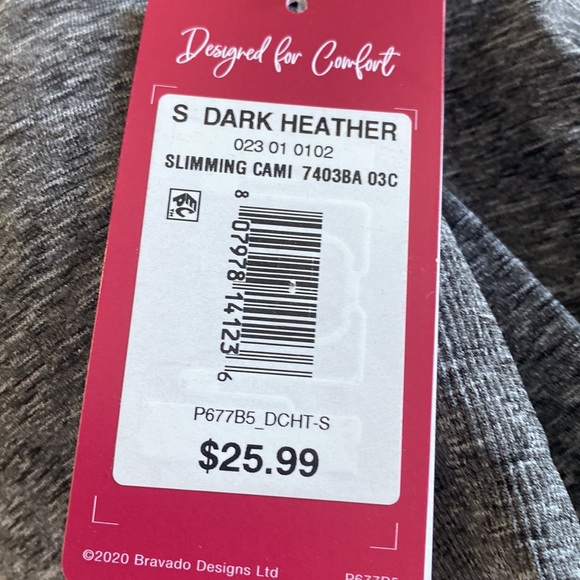 Designed for Comfort
S DARK HEATHER
023 01 0102
SLIMMING CAMI 7403BA 03C
8 07978 14123 6
P677B5_DCHT-S
$25.99
©2020 Bravado Designs Ltd